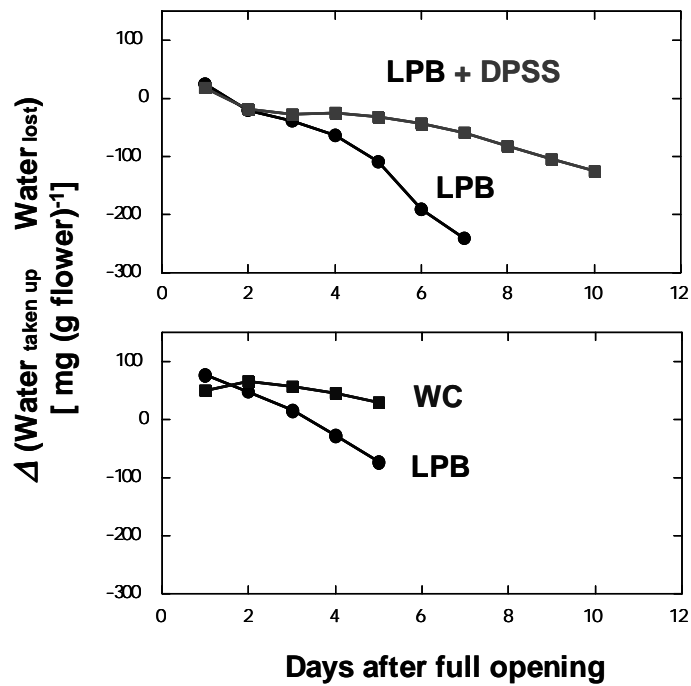 Δ (Water taken up Water lost)
[ mg (g flower)-1]
100
0
-100
-200
-300
0 2 4 6 8 10 12
LPB + DPSS
LPB
100
0
-100
-200
-300
0 2 4 6 8 10 12
WC
LPB
Days after full opening